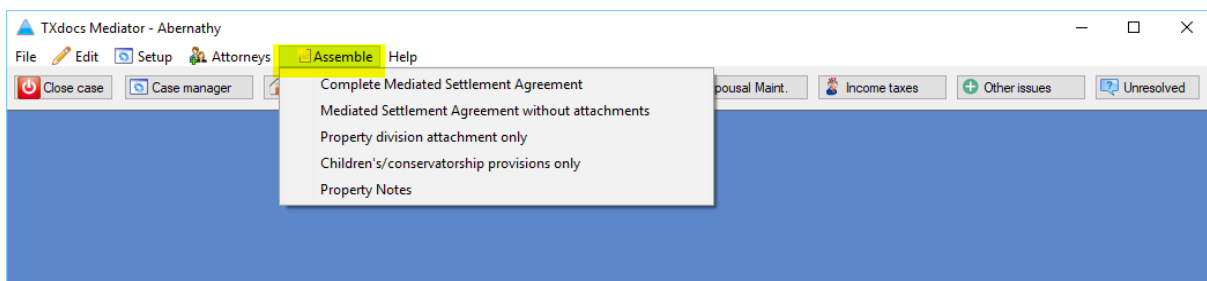 TXdocs Mediator - Abernathy
File Edit Setup Attorneys Assemble Help
Close case Case manager pousal Maint. Income taxes Other issues Unresolved
Complete Mediated Settlement Agreement
Mediated Settlement Agreement without attachments
Property division attachment only
Children's/conservatorship provisions only
Property Notes